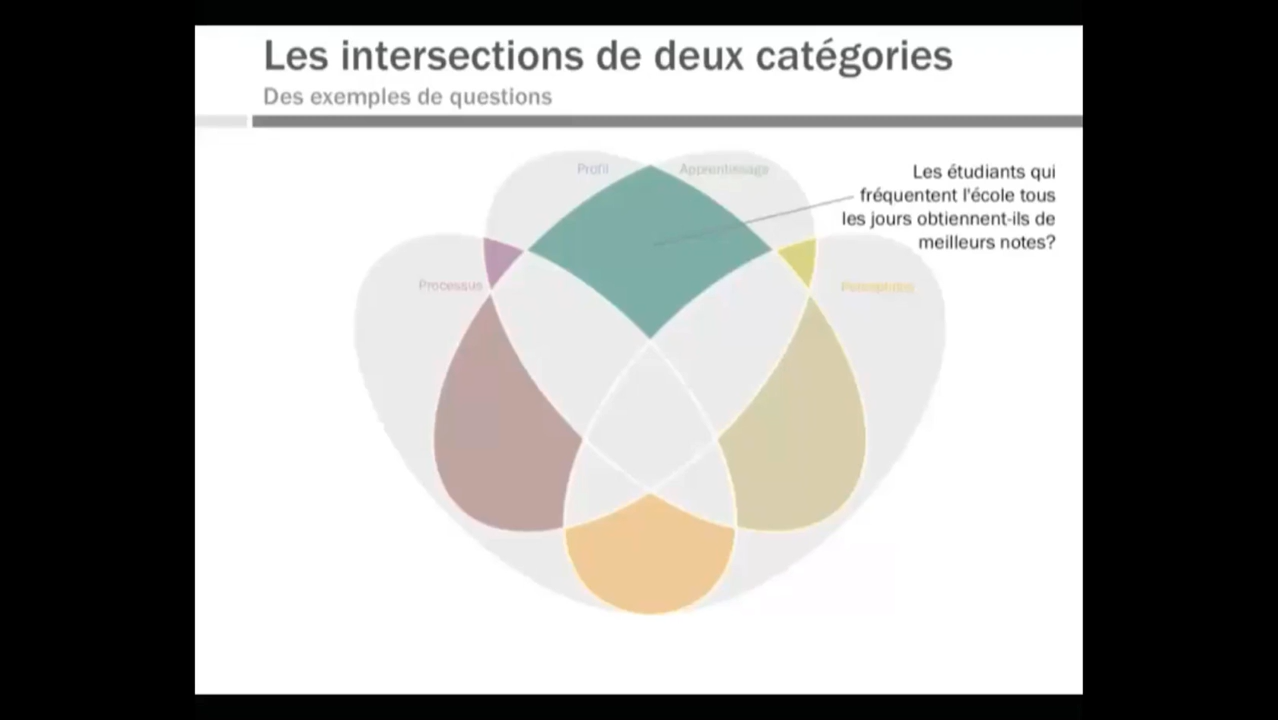 Les intersections de deux catégories
Des exemples de questions
Profil
Apprentissage
Les étudiants qui
fréquentent l'école tous
les jours obtiennent-ils de
meilleurs notes?
Processus
Perceptions